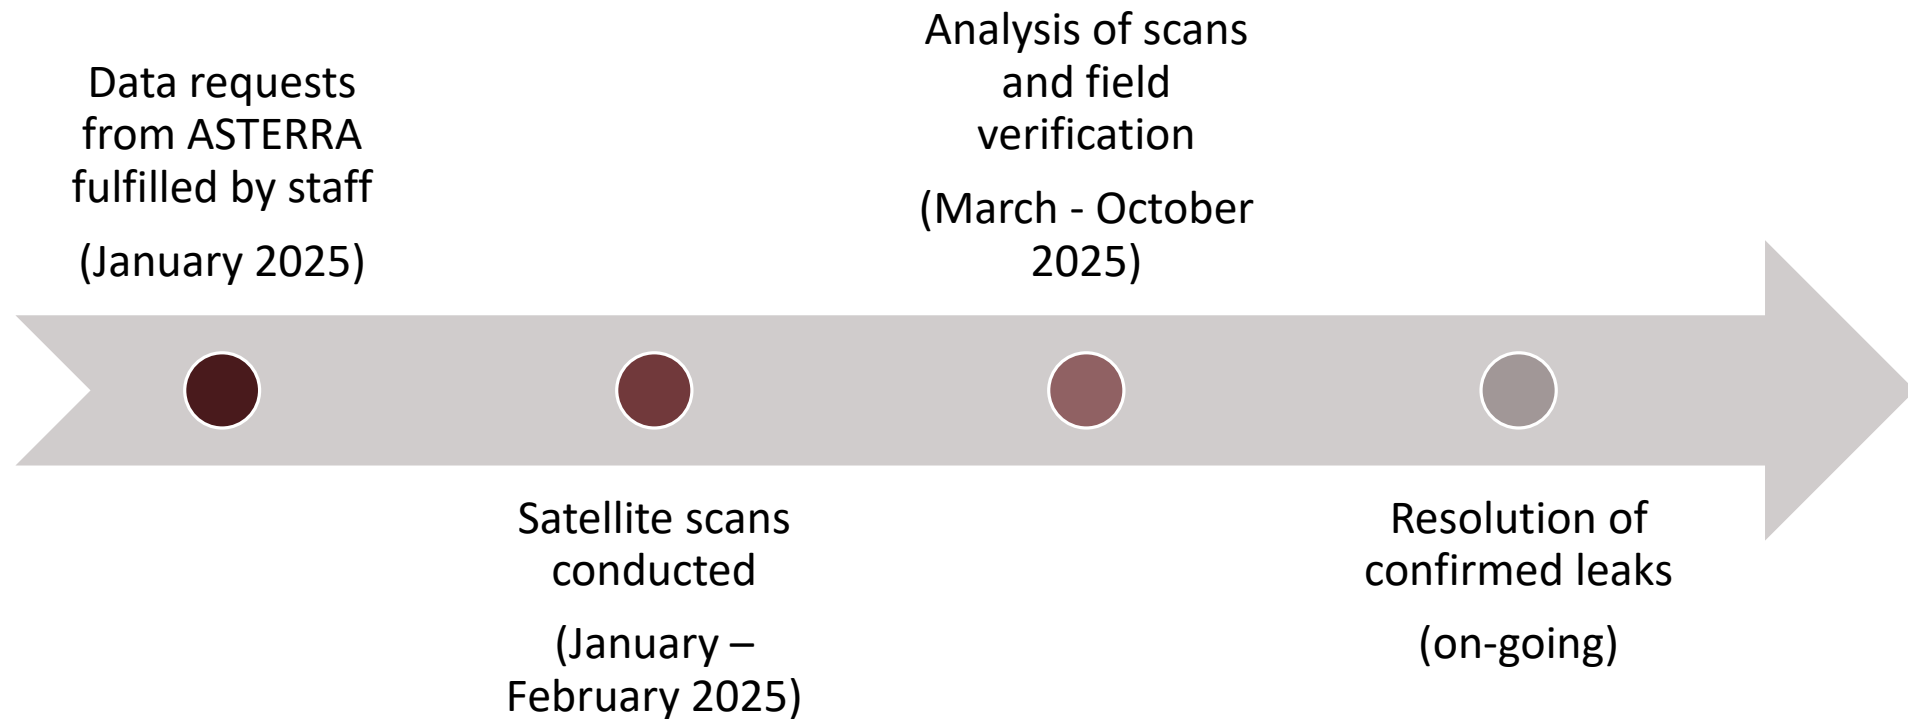 Data requests
from ASTERRA
fulfilled by staff
(January 2025)
Satellite scans
conducted
(January –
February 2025)
Analysis of scans
and field
verification
(March - October
2025)
Resolution of
confirmed leaks
(on-going)